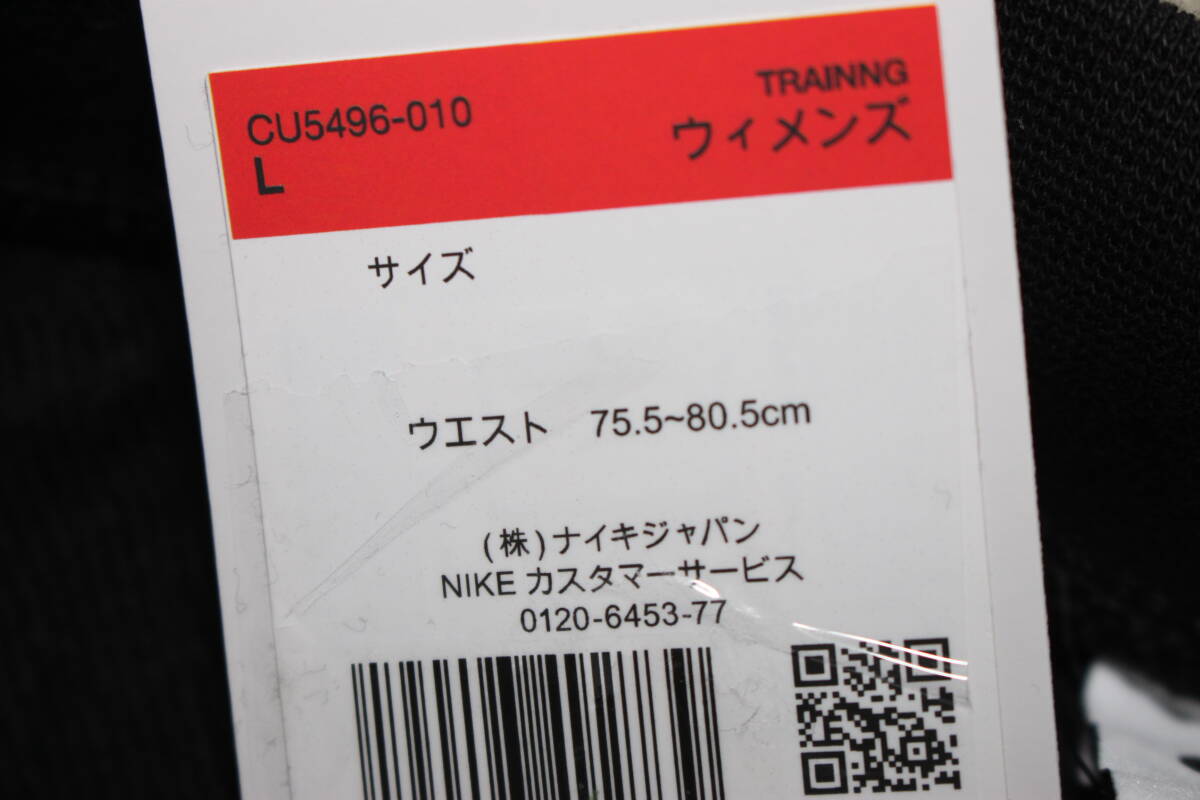 CU5496-010
L
TRAINNG
ウィメンズ
サイズ
ウエスト 75.5~80.5cm
(株)ナイキジャパン
NIKE カスタマーサービス
0120-6453-77